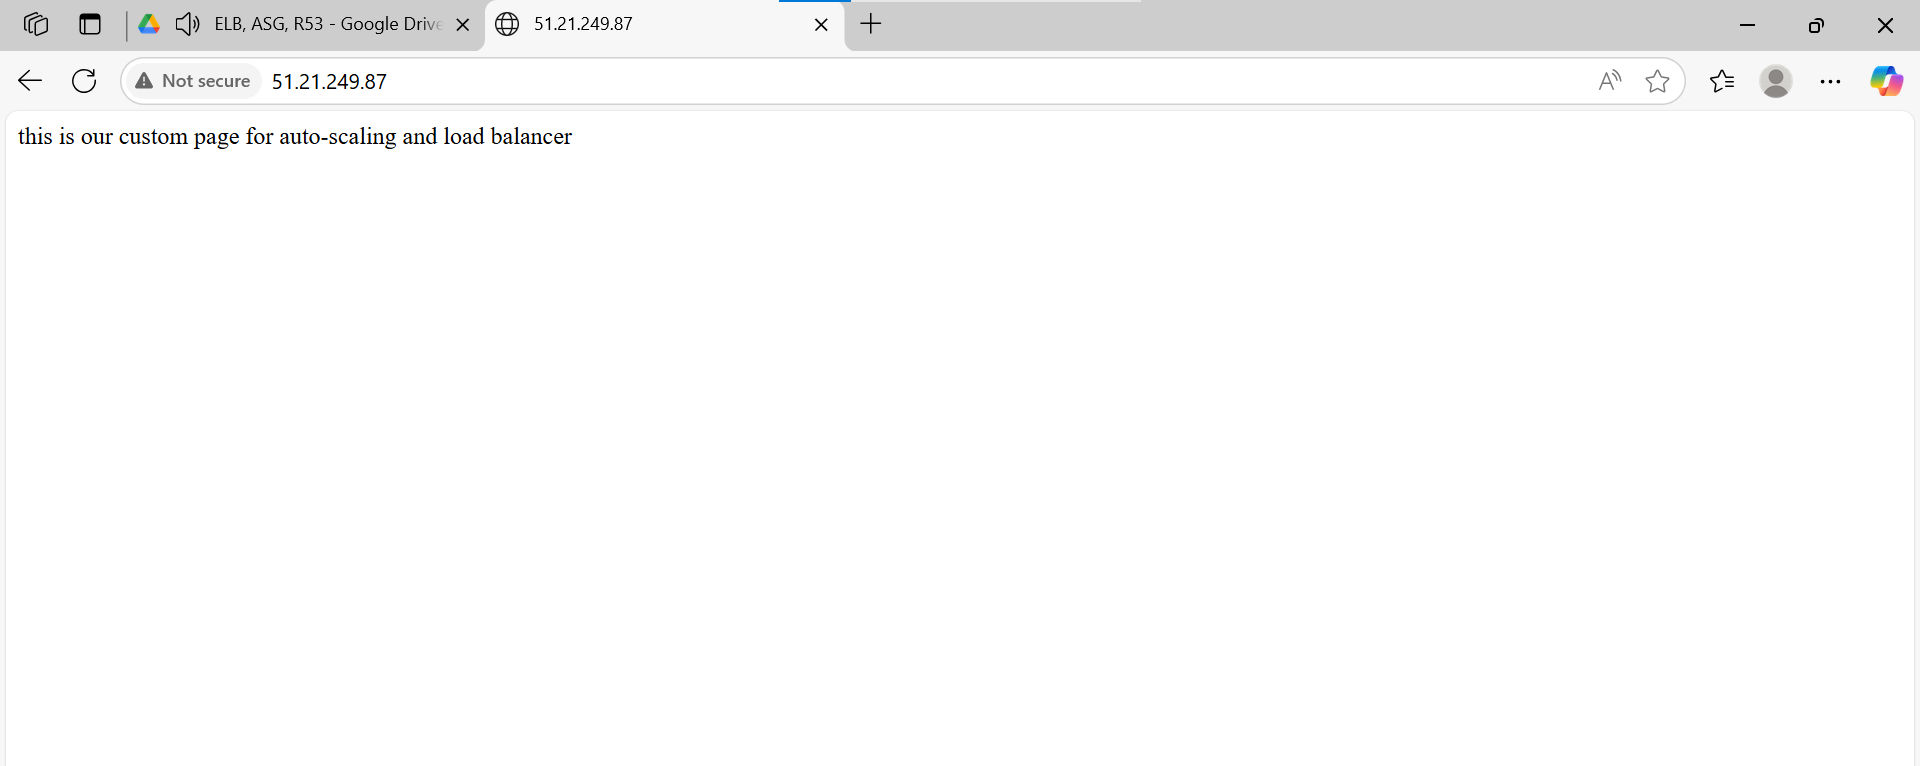 ELB, ASG, R53 - Google Drive
51.21.249.87
Not secure
51.21.249.87
this is our custom page for auto-scaling and load balancer